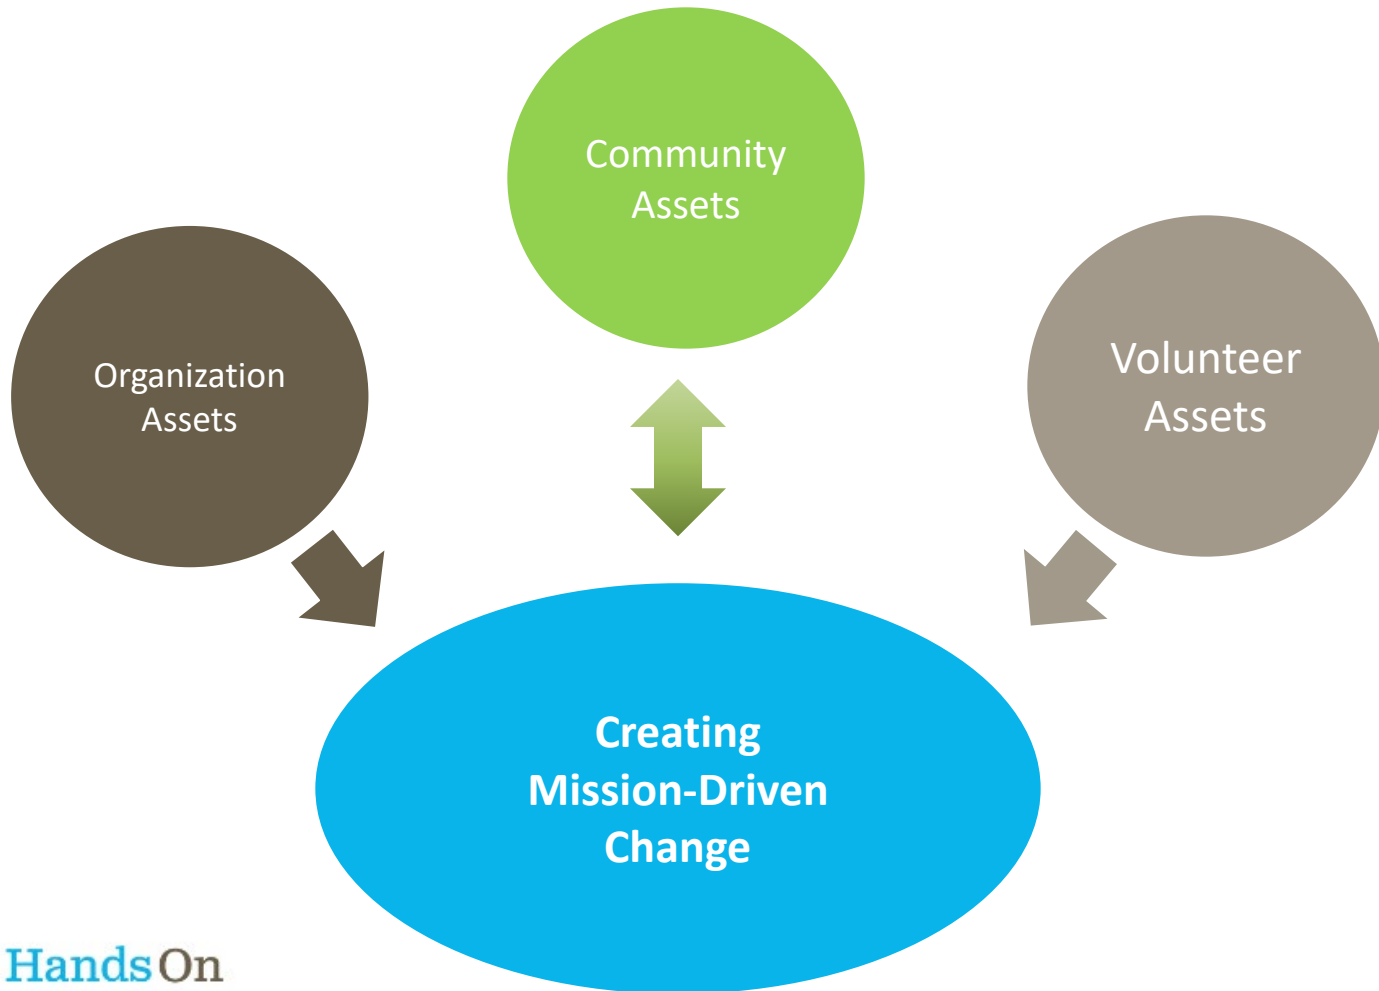 Community
Assets
Organization
Assets
Volunteer
Assets
Creating
Mission-Driven
Change
HandsOn